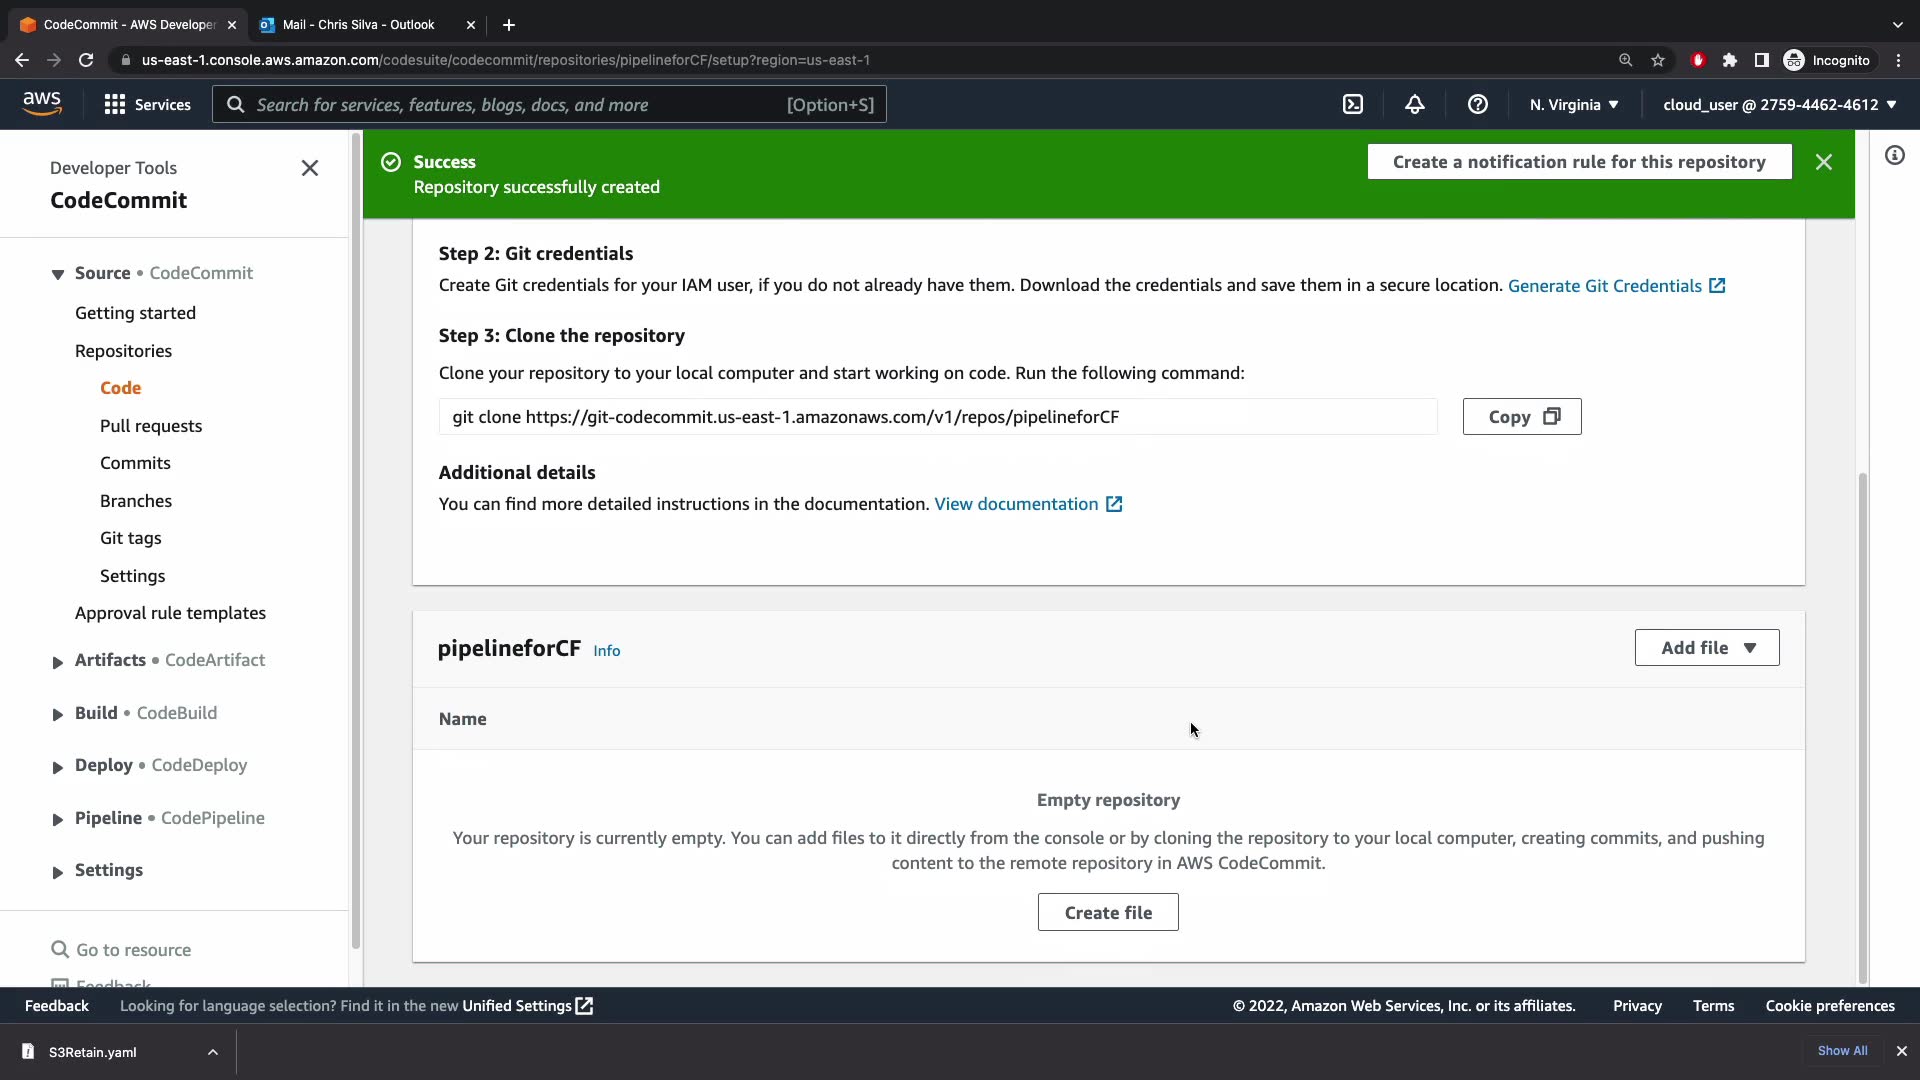 CodeCommit - AWS Developer
Mail - Chris Silva - Outlook
us-east-1.console.aws.amazon.com/codesuite/codecommit/repositories/pipelineforCF/setup?region=us-east-1
Incognito
aws
Services
Search for services, features, blogs, docs, and more
[Option+S]
N. Virginia
cloud_user @ 2759-4462-4612
Developer Tools
CodeCommit
Source • CodeCommit
Getting started
Repositories
Code
Pull requests
Commits
Branches
Git tags
Settings
Approval rule templates
Artifacts • CodeArtifact
Build • CodeBuild
Deploy • CodeDeploy
Pipeline • CodePipeline
Settings
Go to resource
Feedback
Success
Repository successfully created
Create a notification rule for this repository
Step 2: Git credentials
Create Git credentials for your IAM user, if you do not already have them. Download the credentials and save them in a secure location. Generate Git Credentials
Step 3: Clone the repository
Clone your repository to your local computer and start working on code. Run the following command:
git clone https://git-codecommit.us-east-1.amazonaws.com/v1/repos/pipelineforCF
Copy
Additional details
You can find more detailed instructions in the documentation. View documentation
pipelineforCF Info
Add file
Name
Empty repository
Your repository is currently empty. You can add files to it directly from the console or by cloning the repository to your local computer, creating commits, and pushing
content to the remote repository in AWS CodeCommit.
Create file
Feedback
Looking for language selection? Find it in the new Unified Settings
© 2022, Amazon Web Services, Inc. or its affiliates.
Privacy
Terms
Cookie preferences
S3Retain.yaml
Show All